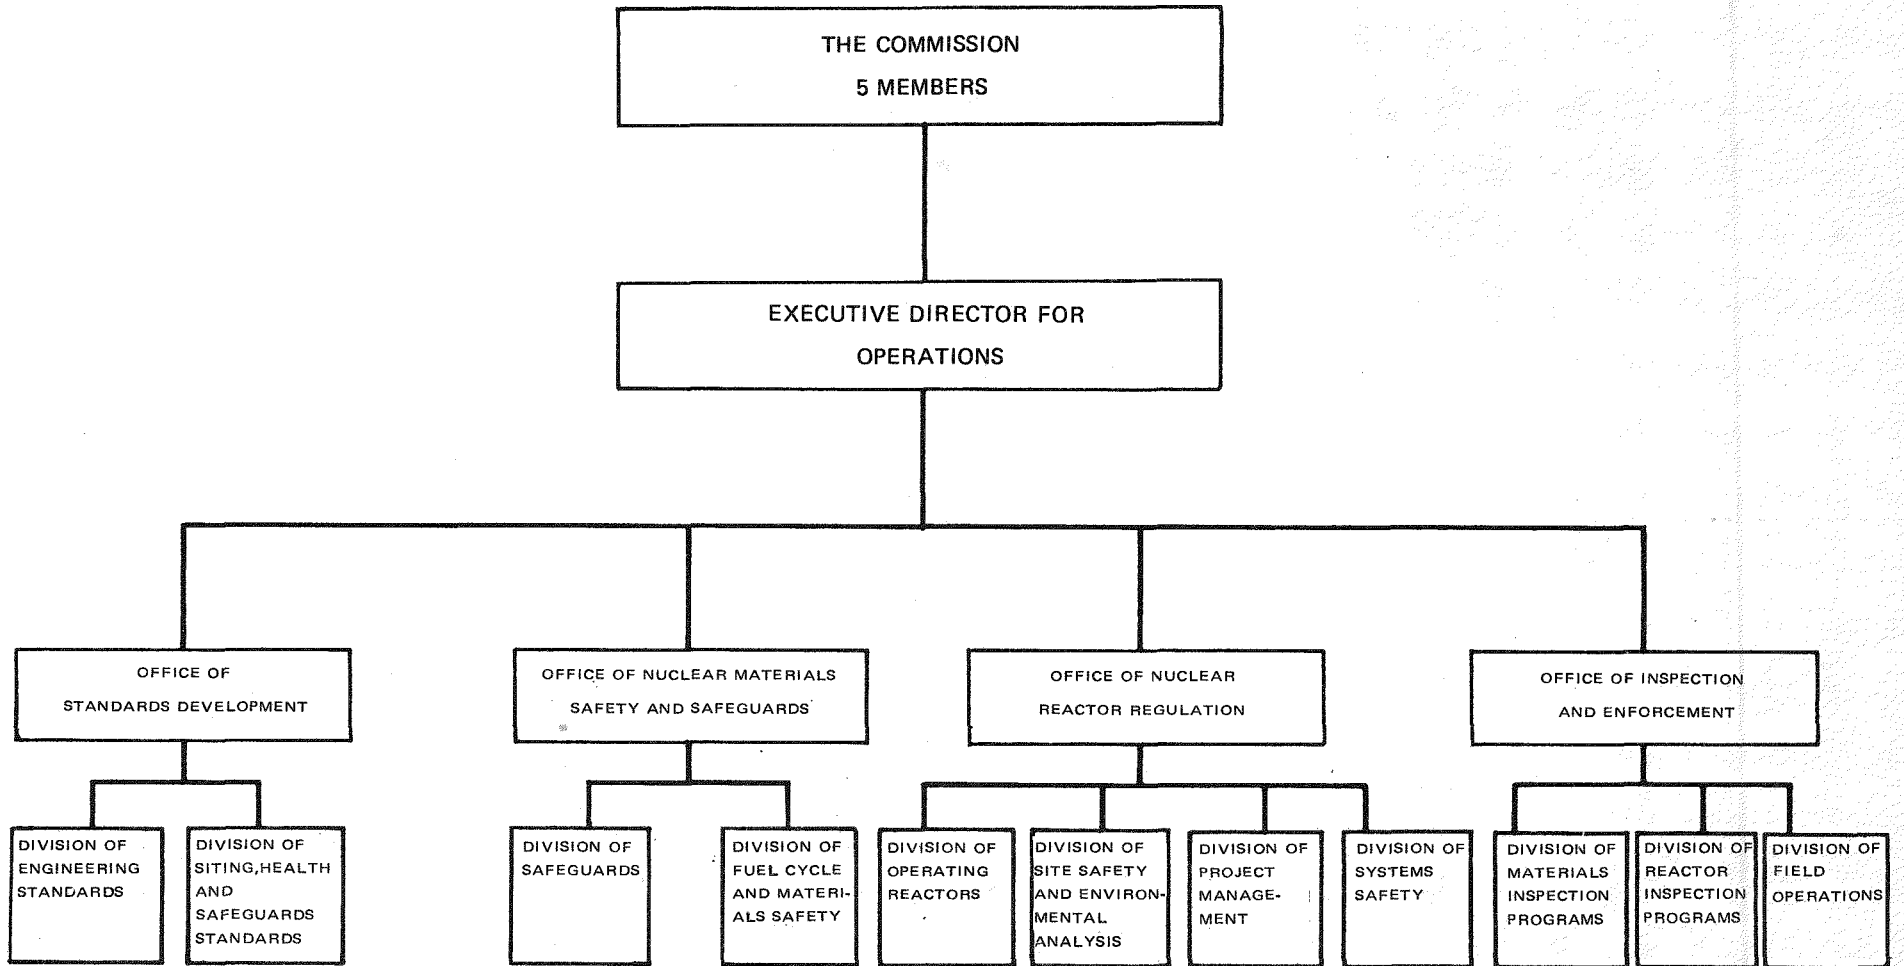 THE COMMISSION
5 MEMBERS
EXECUTIVE DIRECTOR FOR
OPERATIONS
OFFICE OF
STANDARDS DEVELOPMENT
OFFICE OF NUCLEAR MATERIALS
SAFETY AND SAFEGUARDS
OFFICE OF NUCLEAR
REACTOR REGULATION
OFFICE OF INSPECTION
AND ENFORCEMENT
DIVISION OF
ENGINEERING
STANDARDS
DIVISION OF
SITING,HEALTH
AND
SAFEGUARDS
STANDARDS
DIVISION OF
SAFEGUARDS
DIVISION OF
FUEL CYCLE
AND MATERI-
ALS SAFETY
DIVISION OF
OPERATING
REACTORS
DIVISION OF
SITE SAFETY
AND ENVIRON-
MENTAL
ANALYSIS
DIVISION OF
PROJECT
MANAGE-
MENT
DIVISION OF
SYSTEMS
SAFETY
DIVISION OF
MATERIALS
INSPECTION
PROGRAMS
DIVISION OF
REACTOR
INSPECTION
PROGRAMS
DIVISION OF
FIELD
OPERATIONS